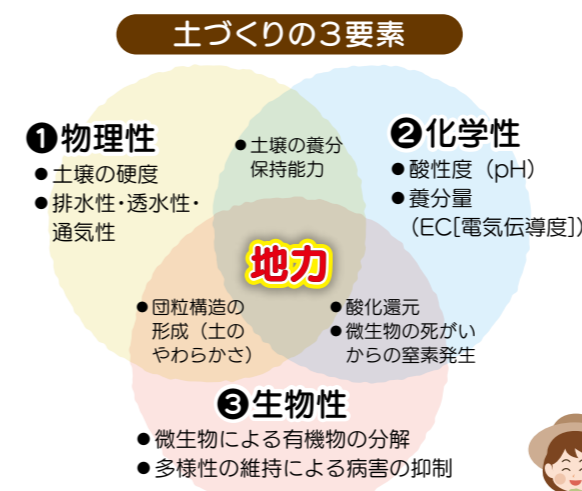 土づくりの3要素
❶物理性
●土壌の硬度
●排水性・透水性・
通気性
●土壌の養分
保持能力
❷化学性
●酸性度（pH）
●養分量
（EC[電気伝導度]）
地力
●団粒構造の
形成（土の
やわらかさ）
●酸化還元
●微生物の死がい
からの窒素発生
❸生物性
●微生物による有機物の分解
●多様性の維持による病害の抑制